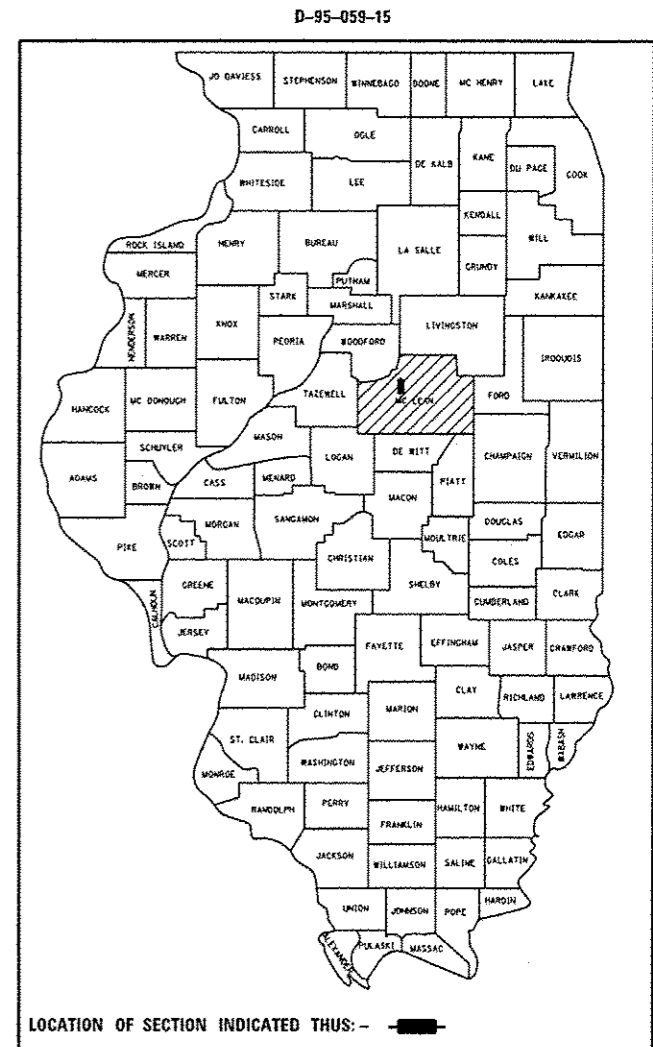 D-95-059-15
JO DAVIESS STEPHENSON WINNEBAGO BOONE MC HENRY LAKE
CARROLL OGLE
DE KALB KANE DU PAGE COOK
WHITESIDE LEE
KENDALL WILL
ROCK ISLAND HENRY BUREAU LA SALLE GRUNDY
MERCER PUTNAM KANKAKEE
STARK MARSHALL
HENDERSON WARREN KNOX PEORIA WOODFORD LIVINGSTON IROQUOIS
HANCOCK MC DONOUGH FULTON TAZEWELL MC LEAN FORD
MASON
SCHUYLER LOGAN DE WITT CHAMPAIGN VERMILION
ADAMS BROWN CASS MENARD PIATT
MACON
PIKE SCOTT MORGAN SANGAMON MOULTRIE DOUGLAS EDGAR
CHRISTIAN COLES
CALHOUN GREENE MACOUPIN MONTGOMERY SHELBY CUMBERLAND CLARK
JERSEY
FAYETTE EFFINGHAM JASPER CRAWFORD
MADISON BOND
CLAY RICHLAND LAWRENCE
CLINTON MARION
ST. CLAIR WAYNE EDWARDS WABASH
MONROE WASHINGTON JEFFERSON
RANDOLPH PERRY HAMILTON WHITE
FRANKLIN
JACKSON WILLIAMSON SALINE GALLATIN
UNION JOHNSON POPE HARDIN
ALEXANDER PULASKI MASSAC
LOCATION OF SECTION INDICATED THUS: -